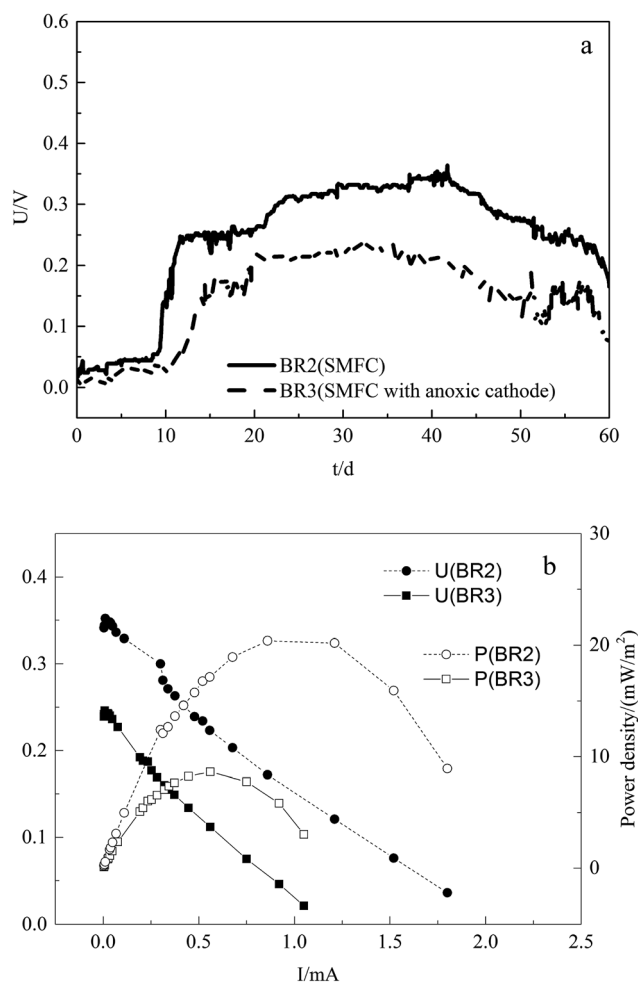 a
0.6
0.5
0.4
0.3
0.2
0.1
0.0
U/V
BR2(SMFC)
BR3(SMFC with anoxic cathode)
0 10 20 30 40 50 60
t/d
b
0.4
0.3
0.2
0.1
0.0
U(BR2)
U(BR3)
P(BR2)
P(BR3)
30
20
10
0
Power density/(mW/m²)
0.0 0.5 1.0 1.5 2.0 2.5
I/mA